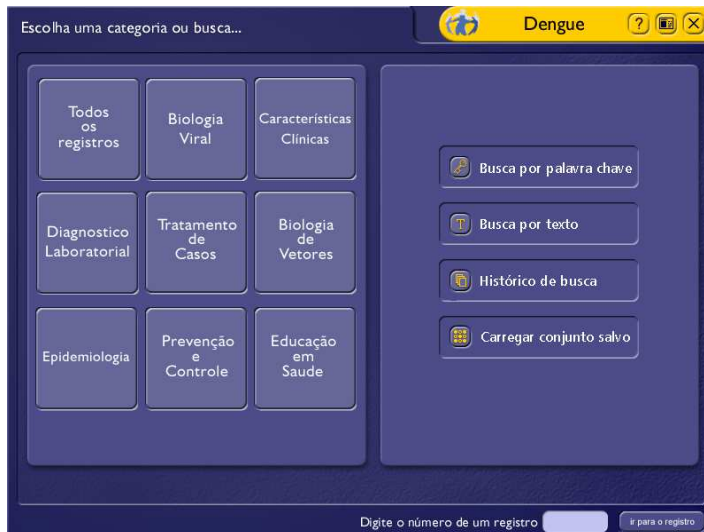 Escolha uma categoria ou busca...
Dengue
?
Todos
os
registros
Biologia
Viral
Características
Clínicas
Diagnostico
Laboratorial
Tratamento
de
Casos
Biologia
de
Vetores
Epidemiologia
Prevenção
e
Controle
Educação
em
Saude
Busca por palavra chave
T
Busca por texto
Histórico de busca
Carregar conjunto salvo
Digite o número de um registro
ir para o registro